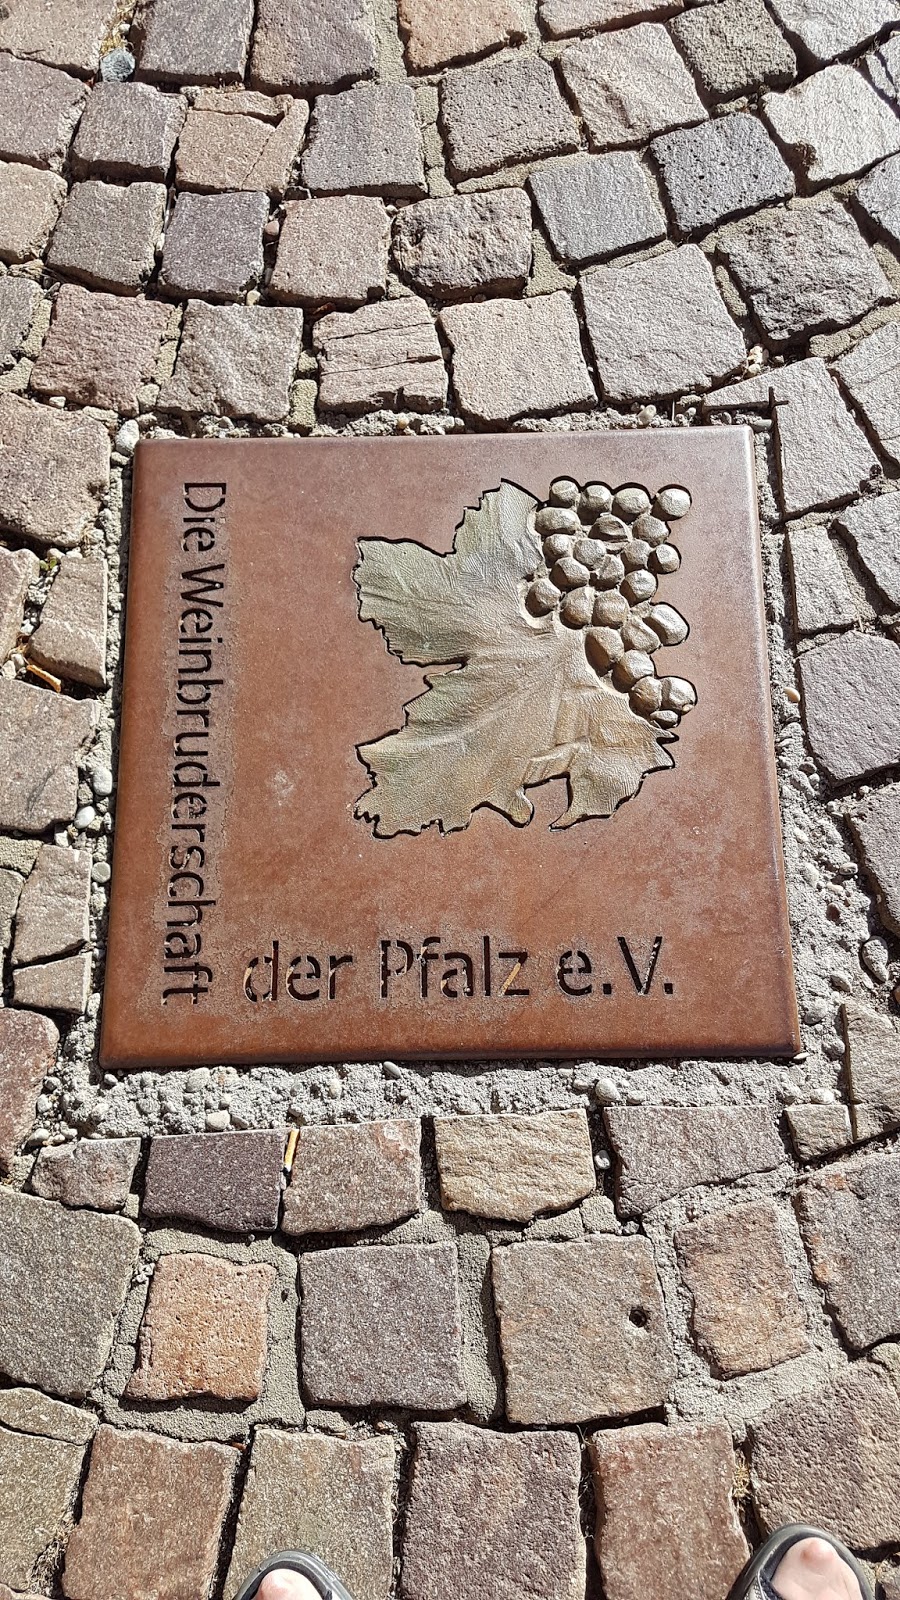 Die Weinbruderschaft
der Pfalz e.V.